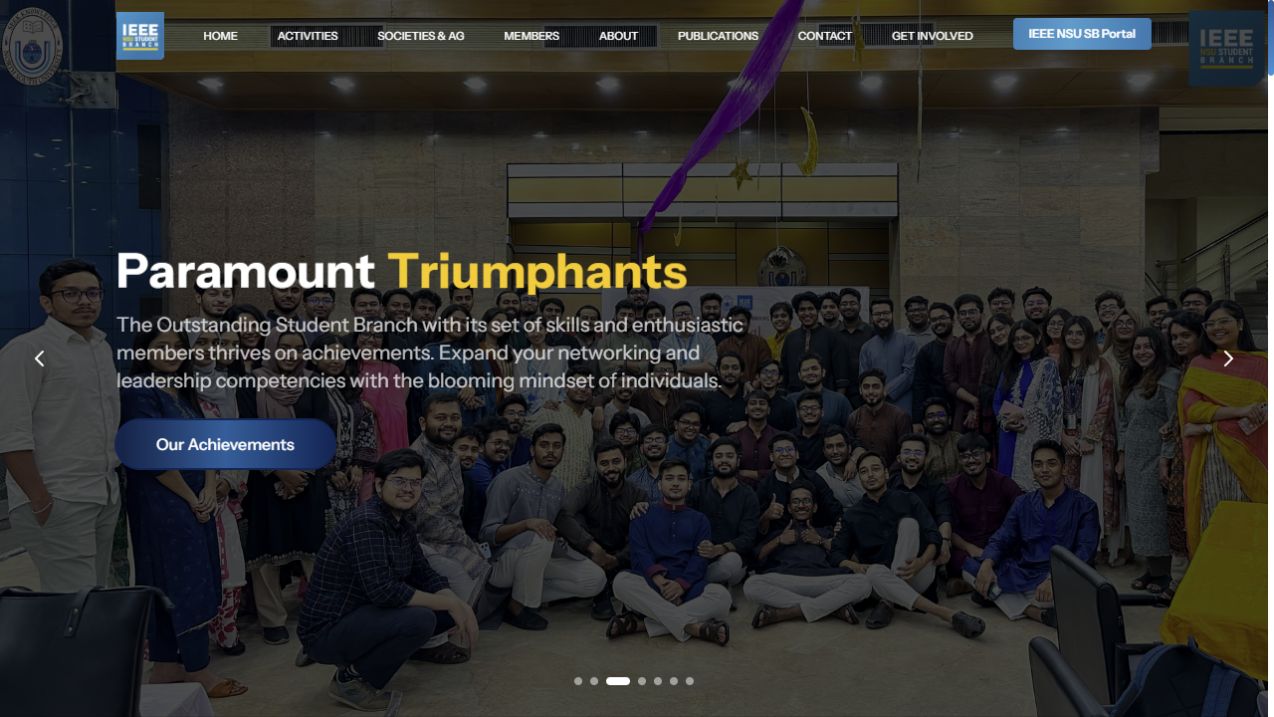 IEEE
NSU STUDENT
BRANCH
HOME
ACTIVITIES
SOCIETIES & AG
MEMBERS
ABOUT
PUBLICATIONS
CONTACT
GET INVOLVED
IEEE NSU SB Portal
IEEE
NSU STUDENT
BRANCH
Paramount Triumphants
The Outstanding Student Branch with its set of skills and enthusiastic
members thrives on achievements. Expand your networking and
leadership competencies with the blooming mindset of individuals.
Our Achievements